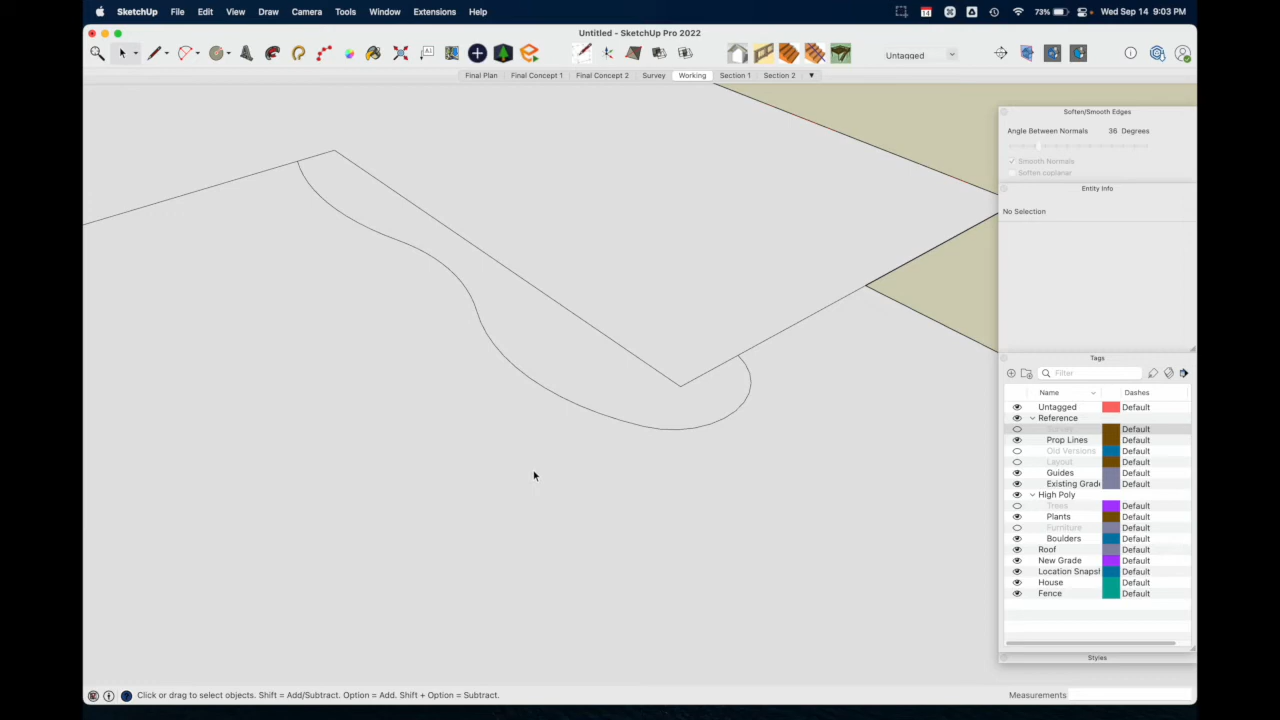 SketchUp File Edit View Draw Camera Tools Window Extensions Help 14 73% Wed Sep 14 9:03 PM
Untitled - SketchUp Pro 2022
Untagged
Final Plan Final Concept 1 Final Concept 2 Survey Working Section 1 Section 2
Soften/Smooth Edges
Angle Between Normals 36 Degrees
Smooth Normals
Soften coplanar
Entity Info
No Selection
Tags
Filter
Name Dashes
Untagged Default
Reference
Survey Default
Prop Lines Default
Old Versions Default
Layout Default
Guides Default
Existing Grade Default
High Poly
Trees Default
Plants Default
Furniture Default
Boulders Default
Roof Default
New Grade Default
Location Snapsh Default
House Default
Fence Default
Styles
Click or drag to select objects. Shift = Add/Subtract. Option = Add. Shift + Option = Subtract.
Measurements